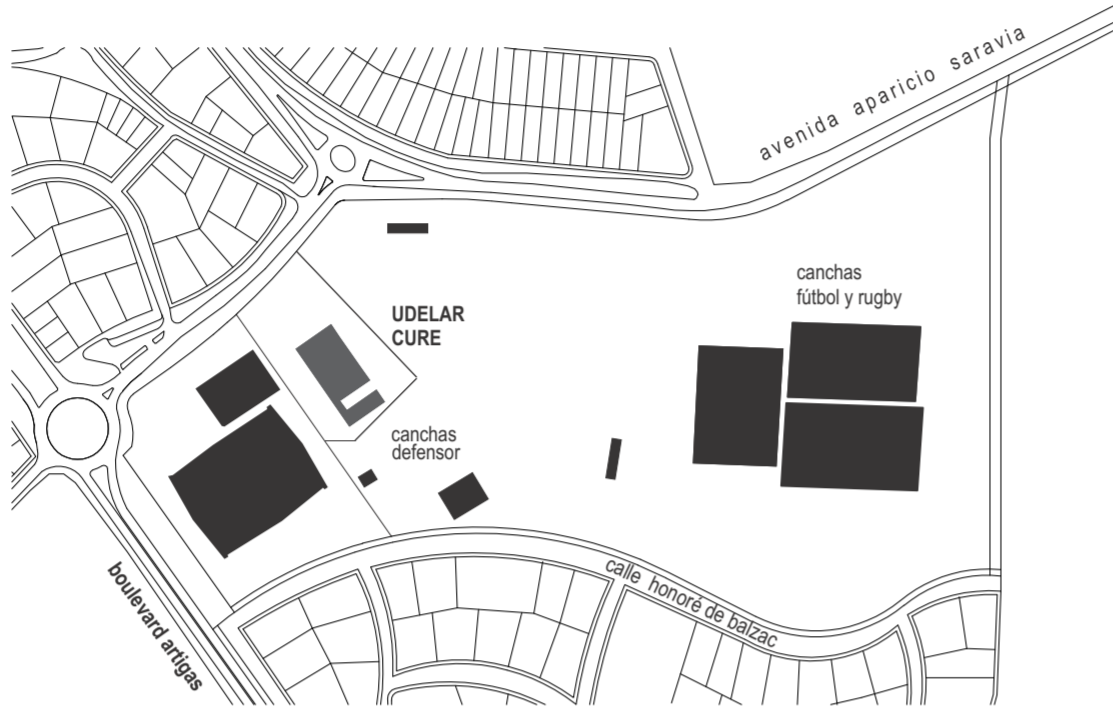 avenida aparicio saravia
canchas
fútbol y rugby
UDELAR
CURE
canchas
defensor
calle honoré de balzac
boulevard artigas